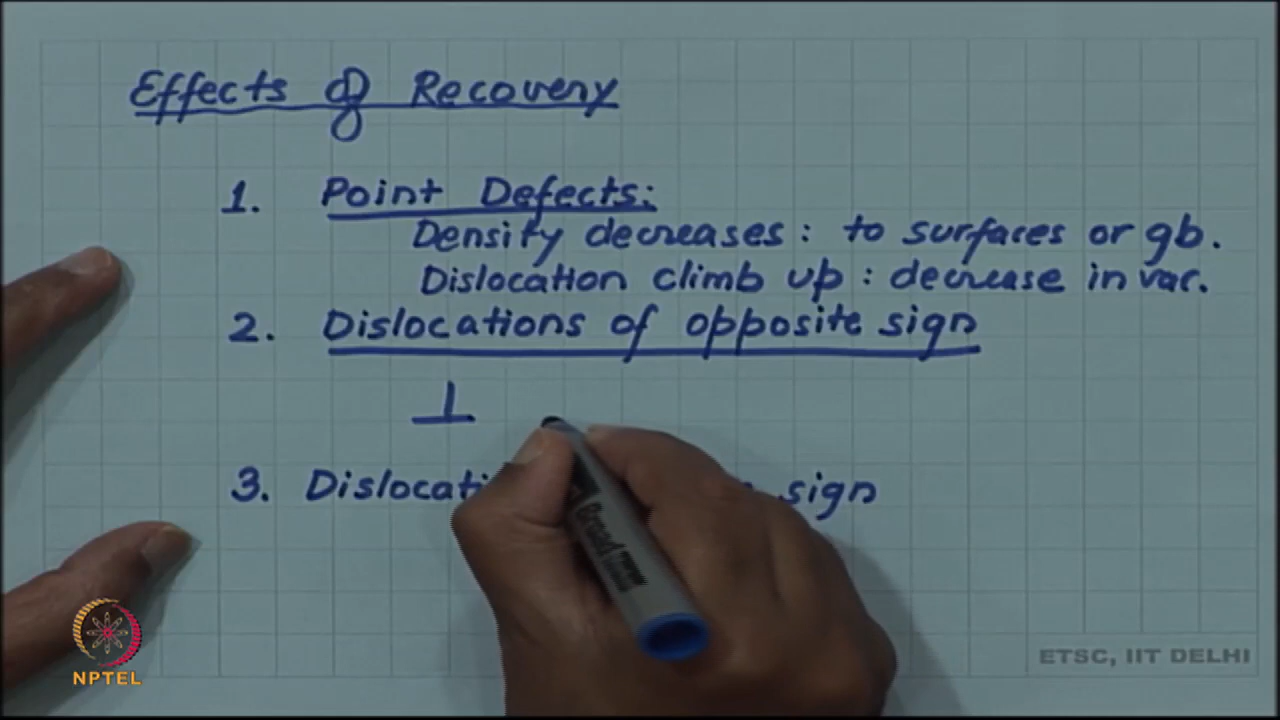 Effects of Recovery
1. Point Defects:
Density decreases : to surfaces or gb.
Dislocation climb up : decrease in vac.
2. Dislocations of opposite sign
⊥
3. sign
NPTEL
ETSC, IIT DELHI